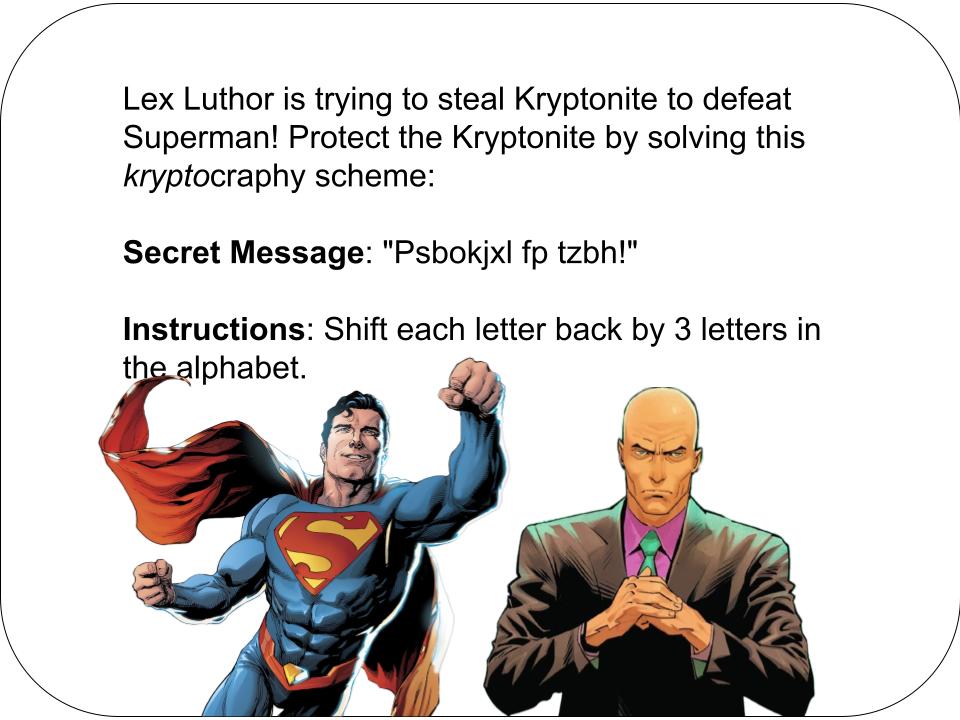 Lex Luthor is trying to steal Kryptonite to defeat
Superman! Protect the Kryptonite by solving this
kryptocraphy scheme:
Secret Message: "Psbokjxl fp tzbh!"
Instructions: Shift each letter back by 3 letters in
the alphabet.
S